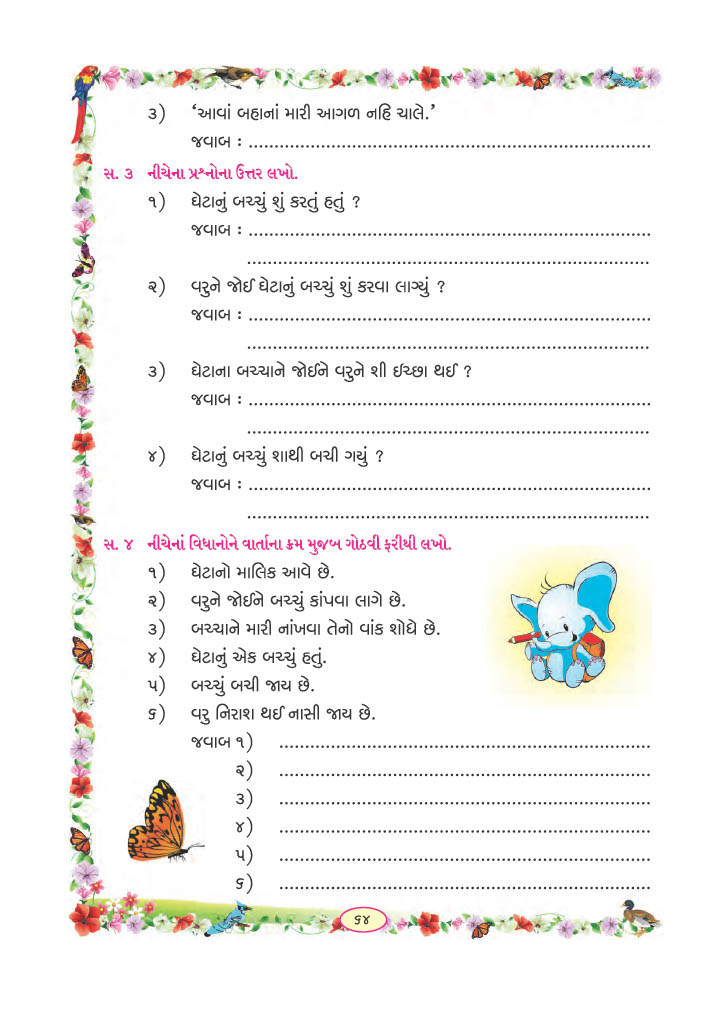 ૩) ‘આવાં બહાનાં મારી આગળ નહિ ચાલે.’
જવાબ : ..............................................................................
સ. ૩ નીચેના પ્રશ્નોના ઉત્તર લખો.
૧) ઘેટાનું બચ્ચું શું કરતું હતું ?
જવાબ : ..............................................................................
..............................................................................
૨) વરુને જોઈ ઘેટાનું બચ્ચું શું કરવા લાગ્યું ?
જવાબ : ..............................................................................
..............................................................................
૩) ઘેટાના બચ્ચાને જોઈને વરુને શી ઈચ્છા થઈ ?
જવાબ : ..............................................................................
..............................................................................
૪) ઘેટાનું બચ્ચું શાથી બચી ગયું ?
જવાબ : ..............................................................................
..............................................................................
સ. ૪ નીચેનાં વિધાનોને વાર્તાના ક્રમ મુજબ ગોઠવી ફરીથી લખો.
૧) ઘેટાનો માલિક આવે છે.
૨) વરુને જોઈને બચ્ચું કાંપવા લાગે છે.
૩) બચ્ચાને મારી નાંખવા તેનો વાંક શોધે છે.
૪) ઘેટાનું એક બચ્ચું હતું.
૫) બચ્ચું બચી જાય છે.
૬) વરુ નિરાશ થઈ નાસી જાય છે.
જવાબ ૧) ........................................................................
૨) ........................................................................
૩) ........................................................................
૪) ........................................................................
૫) ........................................................................
૬) ........................................................................
૬૪